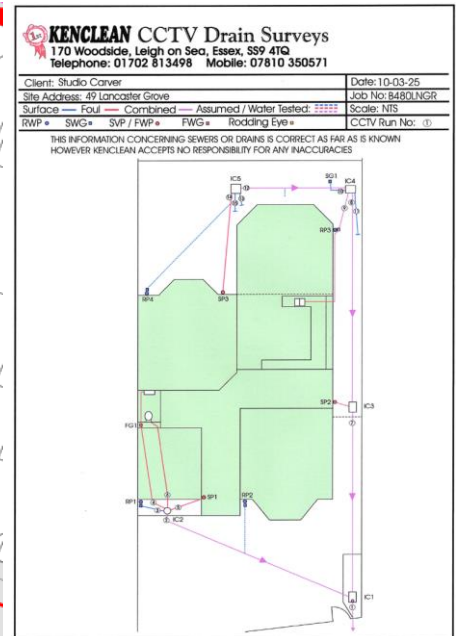 1st KENCLEAN CCTV Drain Surveys
170 Woodside, Leigh on Sea, Essex, SS9 4TQ
Telephone: 01702 813498 Mobile: 07810 350571
Client: Studio Carver Date: 10-03-25
Site Address: 49 Lancaster Grove Job No: B480LNGR
Surface Foul Combined Assumed / Water Tested: Scale: NTS
RWP SWG SVP / FWP FWG Rodding Eye CCTV Run No: ①
THIS INFORMATION CONCERNING SEWERS OR DRAINS IS CORRECT AS FAR AS IS KNOWN
HOWEVER KENCLEAN ACCEPTS NO RESPONSIBILITY FOR ANY INACCURACIES
IC5 SG1 IC4
RP3
RP4 SP3
SP2 IC3
FG1
RP1 SP1 RP2
IC2
IC1